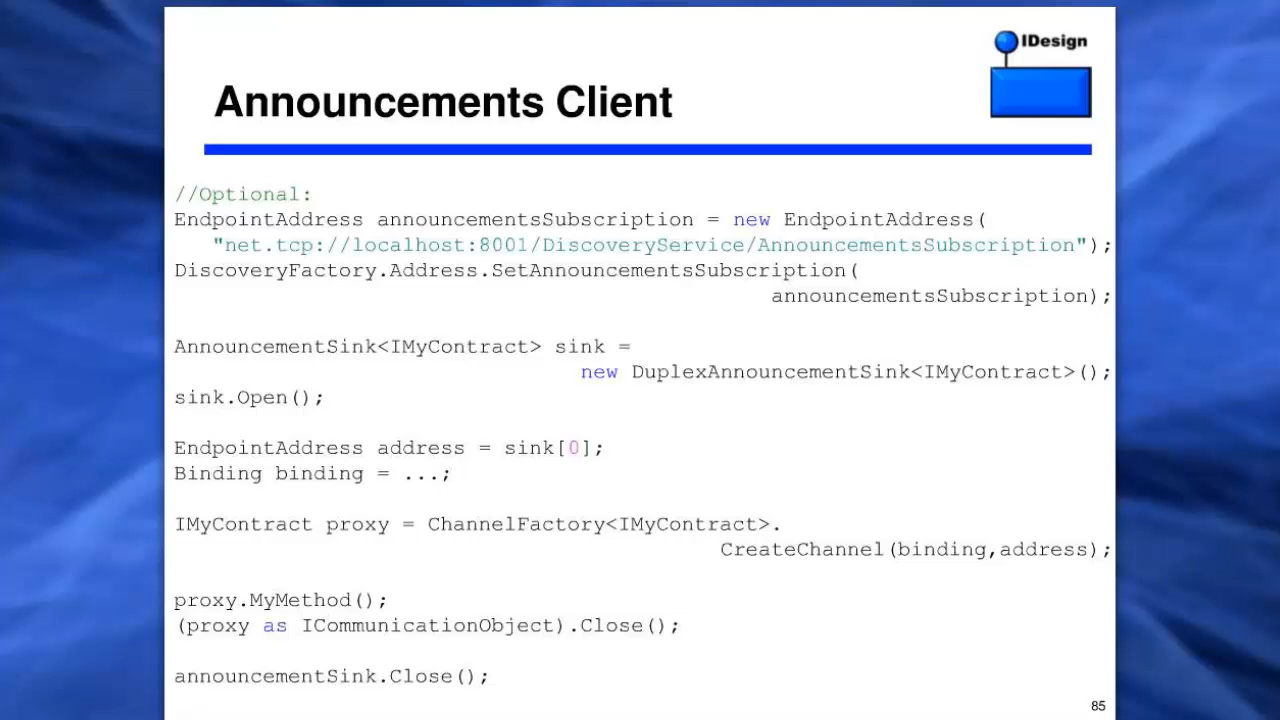 IDesign
Announcements Client
//Optional:
EndpointAddress announcementsSubscription = new EndpointAddress(
"net.tcp://localhost:8001/DiscoveryService/AnnouncementsSubscription");
DiscoveryFactory.Address.SetAnnouncementsSubscription(
announcementsSubscription);
AnnouncementSink<IMyContract> sink =
new DuplexAnnouncementSink<IMyContract>();
sink.Open();
EndpointAddress address = sink[0];
Binding binding = ...;
IMyContract proxy = ChannelFactory<IMyContract>.
CreateChannel(binding,address);
proxy.MyMethod();
(proxy as ICommunicationObject).Close();
announcementSink.Close();
85